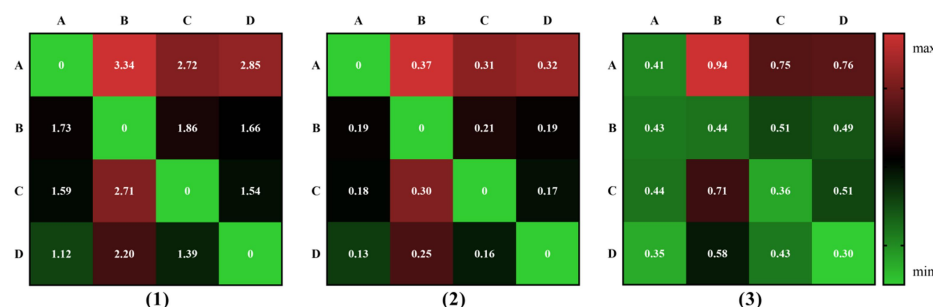 A B C D A B C D A B C D
A 0 3.34 2.72 2.85 A 0 0.37 0.31 0.32 A 0.41 0.94 0.75 0.76 max
B 1.73 0 1.86 1.66 B 0.19 0 0.21 0.19 B 0.43 0.44 0.51 0.49
C 1.59 2.71 0 1.54 C 0.18 0.30 0 0.17 C 0.44 0.71 0.36 0.51
D 1.12 2.20 1.39 0 D 0.13 0.25 0.16 0 D 0.35 0.58 0.43 0.30 min
(1) (2) (3)